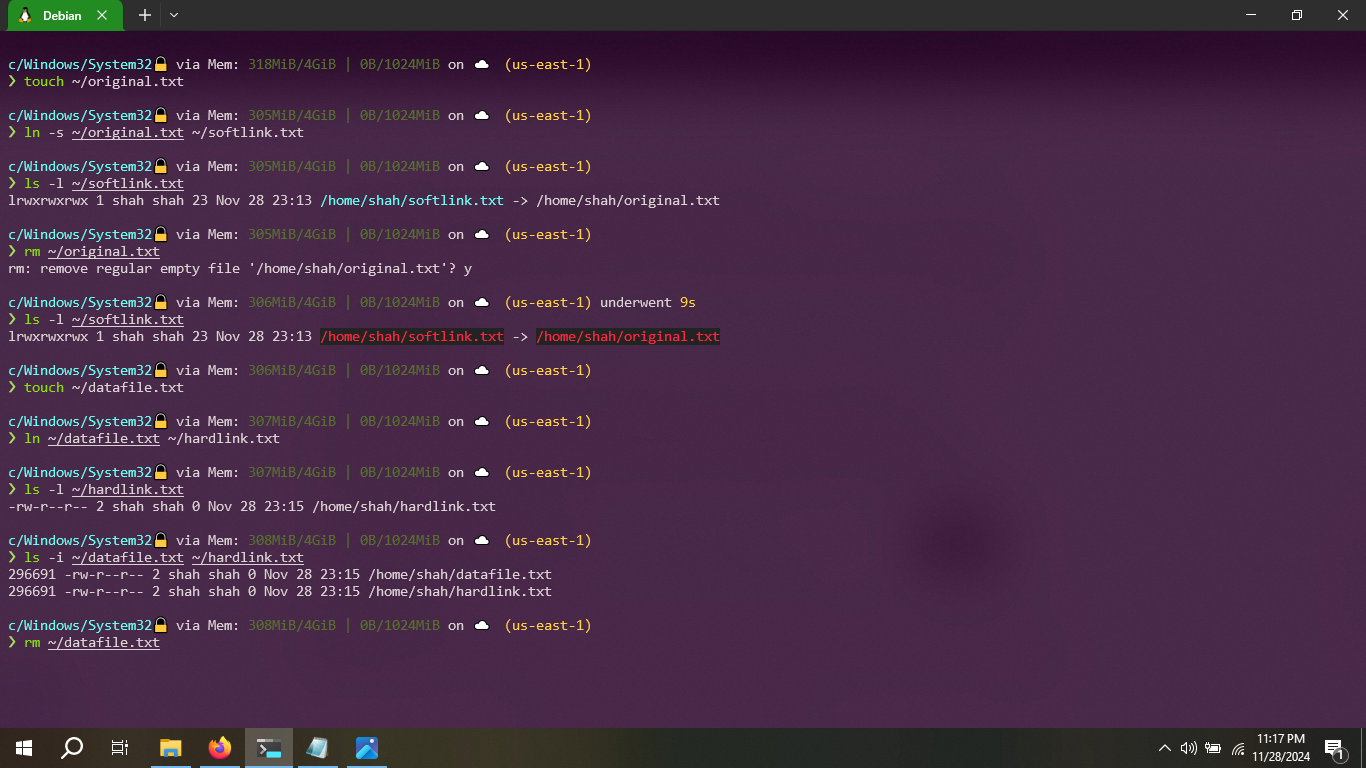 Debian
c/Windows/System32🔒 via Mem: 318MiB/4GiB | 0B/1024MiB on ☁ (us-east-1)
❯ touch ~/original.txt
c/Windows/System32🔒 via Mem: 305MiB/4GiB | 0B/1024MiB on ☁ (us-east-1)
❯ ln -s ~/original.txt ~/softlink.txt
c/Windows/System32🔒 via Mem: 305MiB/4GiB | 0B/1024MiB on ☁ (us-east-1)
❯ ls -l ~/softlink.txt
lrwxrwxrwx 1 shah shah 23 Nov 28 23:13 /home/shah/softlink.txt -> /home/shah/original.txt
c/Windows/System32🔒 via Mem: 305MiB/4GiB | 0B/1024MiB on ☁ (us-east-1)
❯ rm ~/original.txt
rm: remove regular empty file '/home/shah/original.txt'? y
c/Windows/System32🔒 via Mem: 306MiB/4GiB | 0B/1024MiB on ☁ (us-east-1) underwent 9s
❯ ls -l ~/softlink.txt
lrwxrwxrwx 1 shah shah 23 Nov 28 23:13 /home/shah/softlink.txt -> /home/shah/original.txt
c/Windows/System32🔒 via Mem: 306MiB/4GiB | 0B/1024MiB on ☁ (us-east-1)
❯ touch ~/datafile.txt
c/Windows/System32🔒 via Mem: 307MiB/4GiB | 0B/1024MiB on ☁ (us-east-1)
❯ ln ~/datafile.txt ~/hardlink.txt
c/Windows/System32🔒 via Mem: 307MiB/4GiB | 0B/1024MiB on ☁ (us-east-1)
❯ ls -l ~/hardlink.txt
-rw-r--r-- 2 shah shah 0 Nov 28 23:15 /home/shah/hardlink.txt
c/Windows/System32🔒 via Mem: 308MiB/4GiB | 0B/1024MiB on ☁ (us-east-1)
❯ ls -i ~/datafile.txt ~/hardlink.txt
296691 -rw-r--r-- 2 shah shah 0 Nov 28 23:15 /home/shah/datafile.txt
296691 -rw-r--r-- 2 shah shah 0 Nov 28 23:15 /home/shah/hardlink.txt
c/Windows/System32🔒 via Mem: 308MiB/4GiB | 0B/1024MiB on ☁ (us-east-1)
❯ rm ~/datafile.txt
11:17 PM
11/28/2024
1